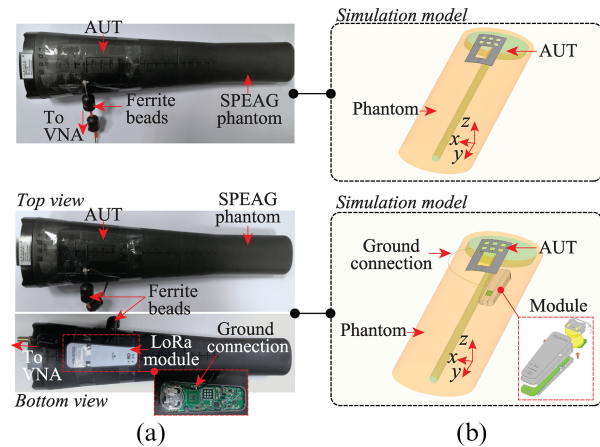 AUT
Ferrite
beads
To
VNA
SPEAG
phantom
Simulation model
AUT
Phantom
z
x
y
Top view
SPEAG
phantom
AUT
Ferrite
beads
Ground
connection
LoRa
module
To
VNA
Bottom view
Simulation model
Ground
connection
AUT
Module
Phantom
z
x
y
(a)
(b)